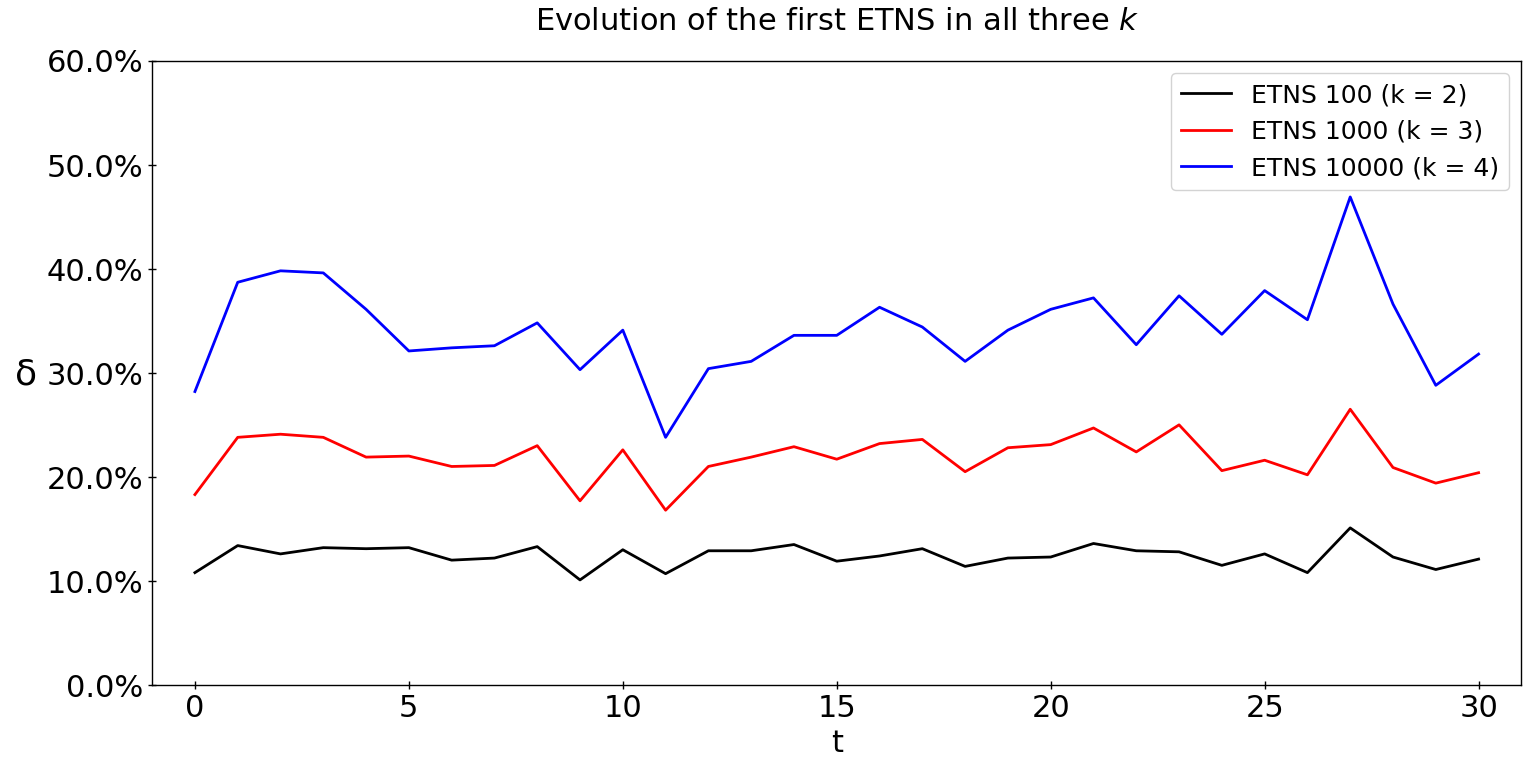 Evolution of the first ETNS in all three k
60.0%
50.0%
40.0%
30.0%
20.0%
10.0%
0.0%
δ
ETNS 100 (k = 2)
ETNS 1000 (k = 3)
ETNS 10000 (k = 4)
0 5 10 15 20 25 30
t